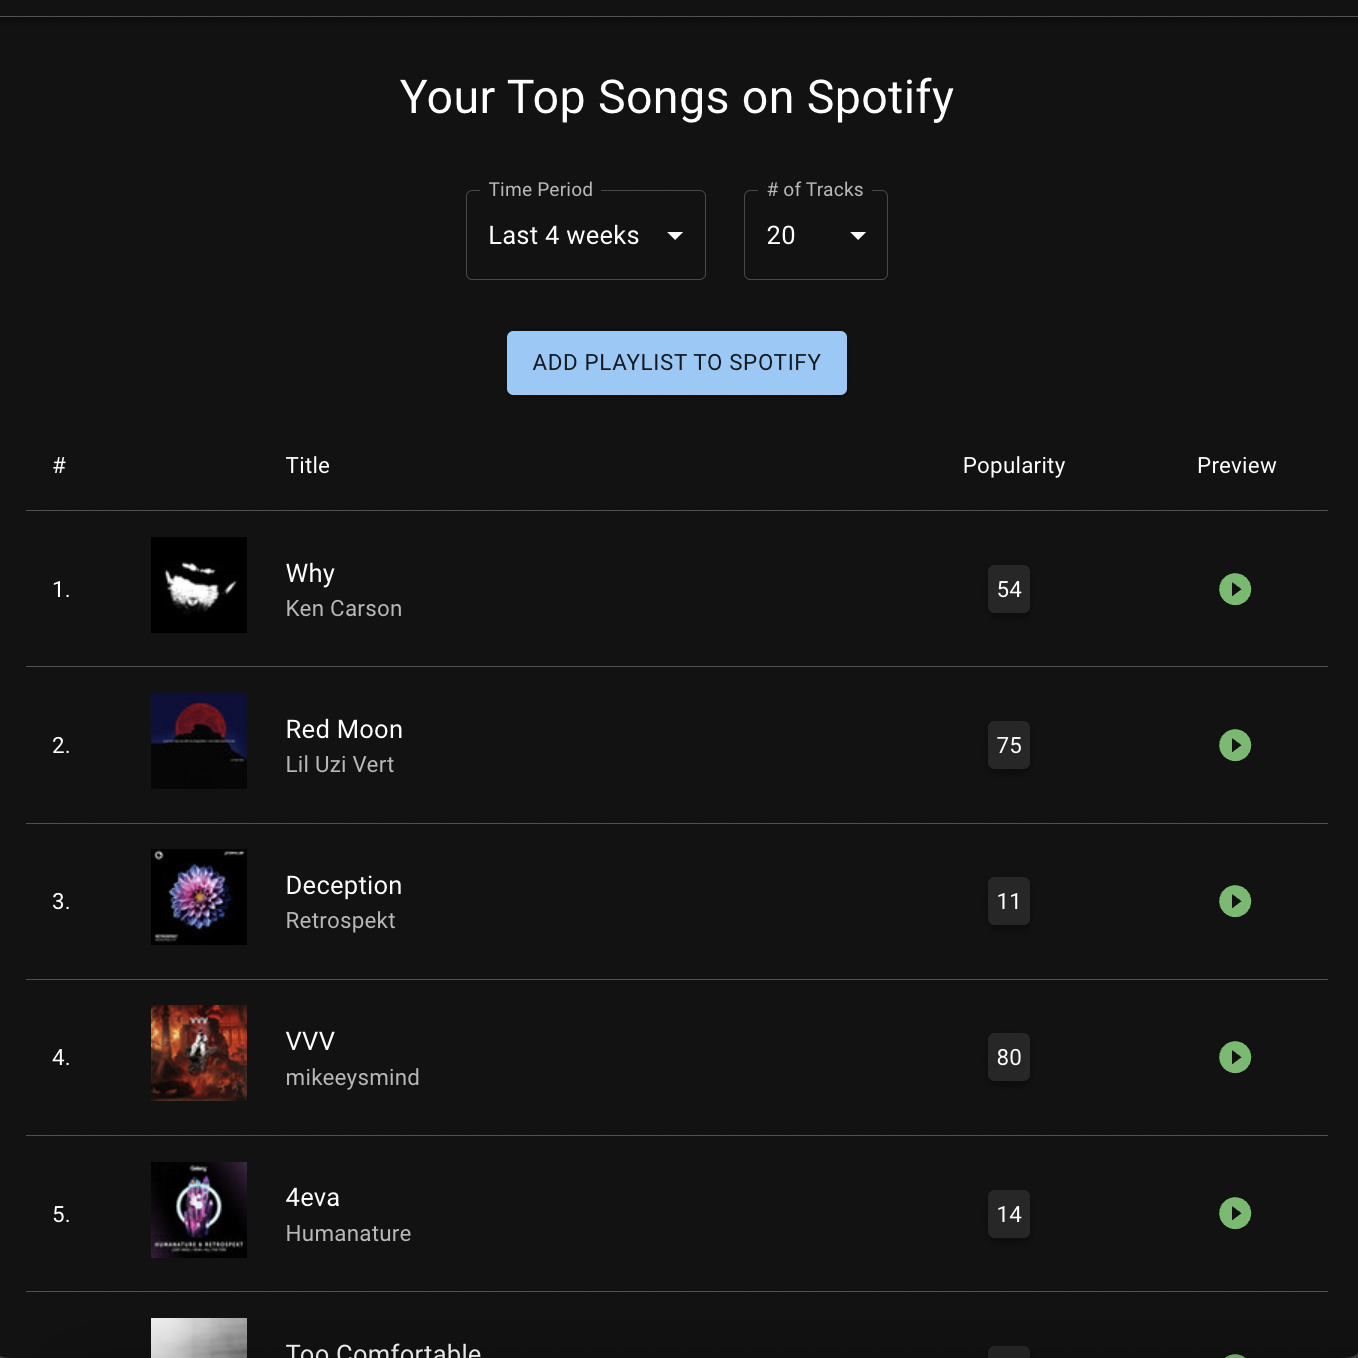 Your Top Songs on Spotify
Time Period
# of Tracks
Last 4 weeks
20
ADD PLAYLIST TO SPOTIFY
# Title Popularity Preview
1. Why 54
Ken Carson
2. Red Moon 75
Lil Uzi Vert
3. Deception 11
Retrospekt
4. VVV 80
mikeeysmind
5. 4eva 14
Humanature
HUMANATURE & RETROSPEKT
Too Comfortable